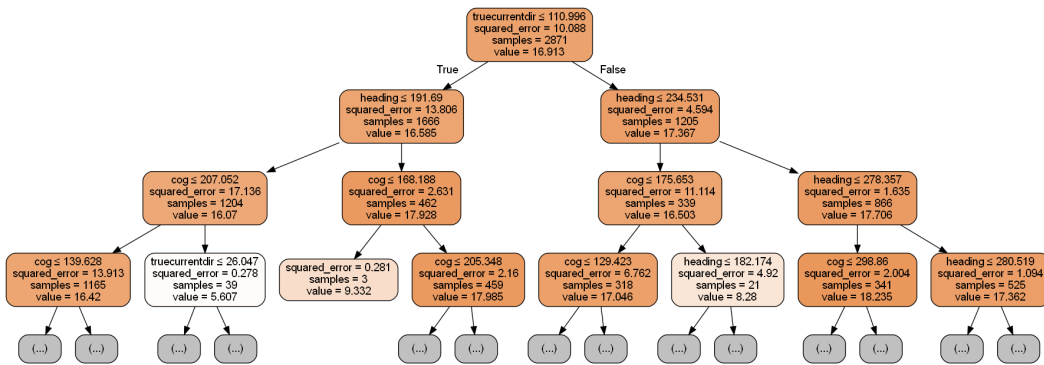 truecurrentdir ≤ 110.996
squared_error = 10.088
samples = 2871
value = 16.913
True
False
heading ≤ 191.69
squared_error = 13.806
samples = 1666
value = 16.585
heading ≤ 234.531
squared_error = 4.594
samples = 1205
value = 17.367
cog ≤ 207.052
squared_error = 17.136
samples = 1204
value = 16.07
cog ≤ 168.188
squared_error = 2.631
samples = 462
value = 17.928
cog ≤ 175.653
squared_error = 11.114
samples = 339
value = 16.503
heading ≤ 278.357
squared_error = 1.635
samples = 866
value = 17.706
cog ≤ 139.628
squared_error = 13.913
samples = 1165
value = 16.42
truecurrentdir ≤ 26.047
squared_error = 0.278
samples = 39
value = 5.607
squared_error = 0.281
samples = 3
value = 9.332
cog ≤ 205.348
squared_error = 2.16
samples = 459
value = 17.985
cog ≤ 129.423
squared_error = 6.762
samples = 318
value = 17.046
heading ≤ 182.174
squared_error = 4.92
samples = 21
value = 8.28
cog ≤ 298.86
squared_error = 2.004
samples = 341
value = 18.235
heading ≤ 280.519
squared_error = 1.094
samples = 525
value = 17.362
(...)
(...)
(...)
(...)
(...)
(...)
(...)
(...)
(...)
(...)
(...)
(...)
(...)
(...)